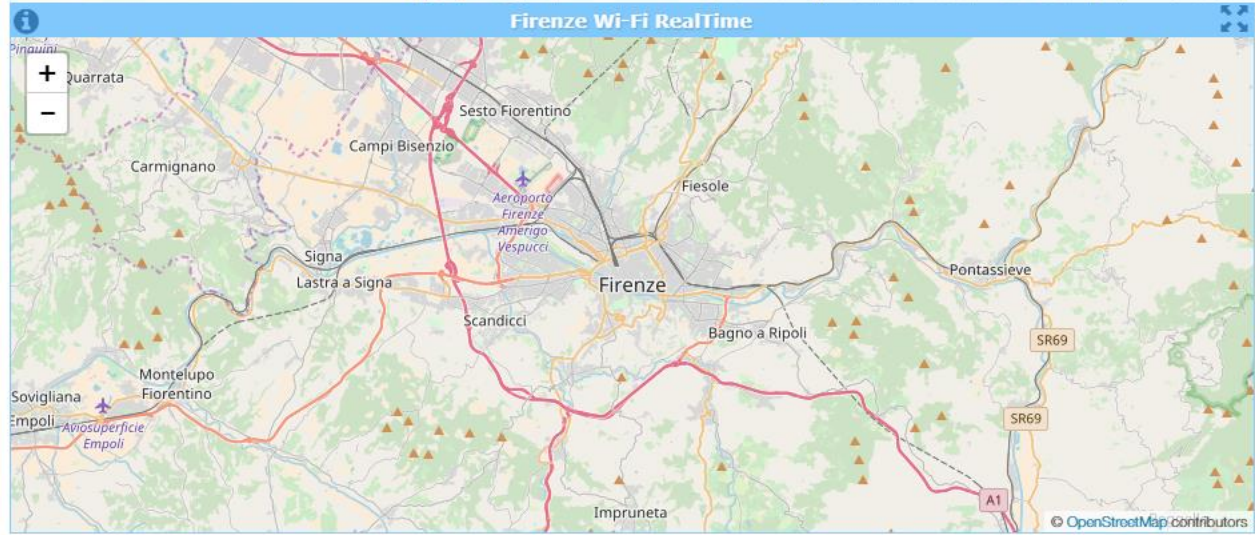 Firenze Wi-Fi RealTime
Pinguini
+
Quarrata
−
Sesto Fiorentino
Campi Bisenzio
Carmignano
Fiesole
Aeroporto
Firenze
Amerigo
Vespucci
Signa
Pontassieve
Lastra a Signa
Firenze
Scandicci
Bagno a Ripoli
SR69
Montelupo
Fiorentino
Sovigliana
Empoli
Aviosuperficie
Empoli
SR69
A1
Impruneta
© OpenStreetMap contributors